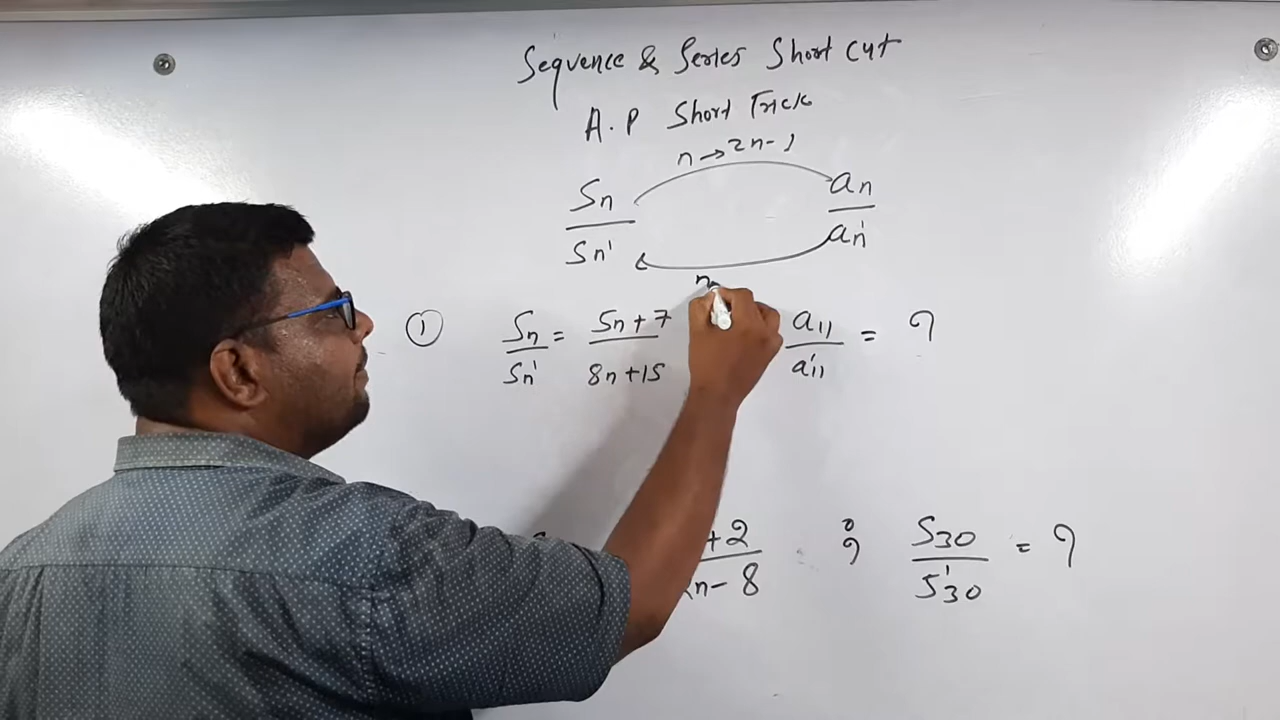 Sequence & Series Short cut
A.P Short Trick
n → 2n-1
Sn / Sn' an / an'
n
① Sn / Sn' = 5n+7 / 8n+15 a11 / a'11 = ?
+2 / n-8 ; S30 / S'30 = ?